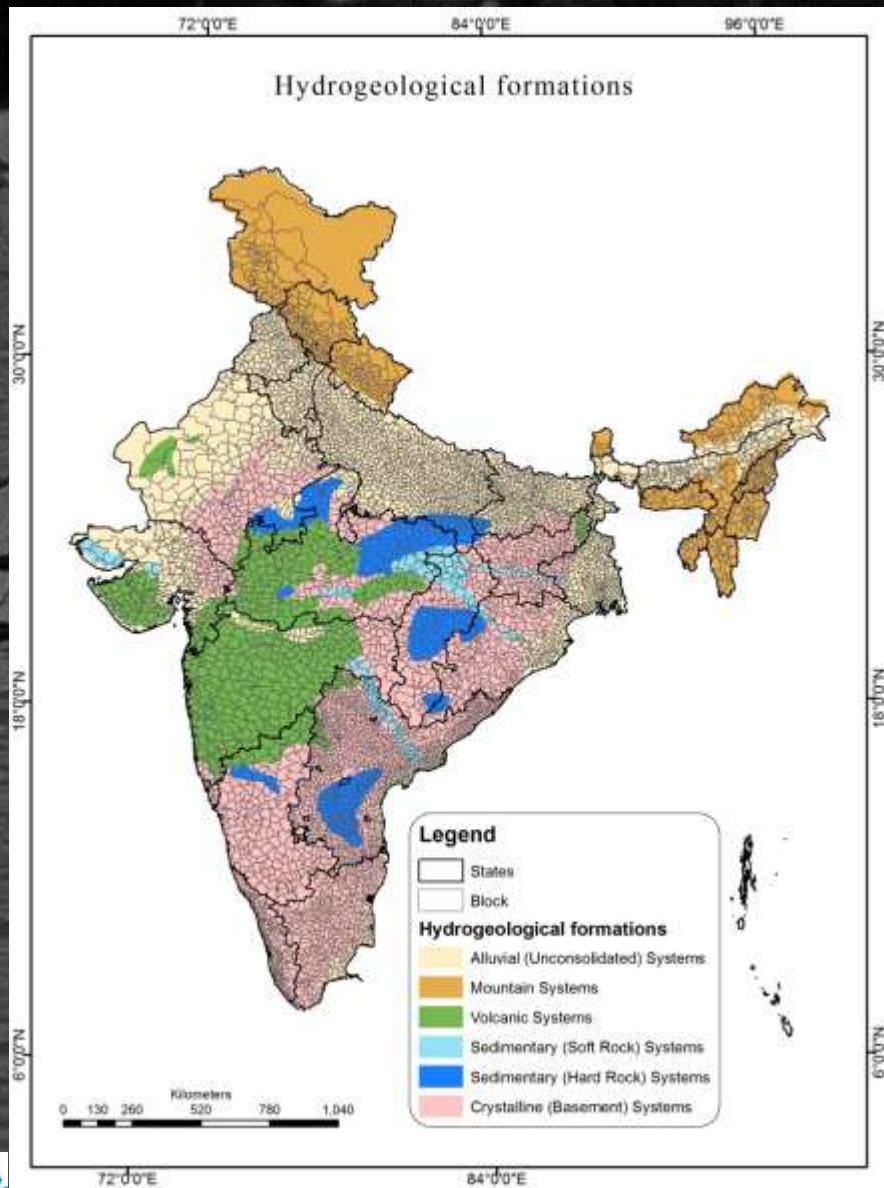 72°0'0"E 84°0'0"E 96°0'0"E
Hydrogeological formations
30°0'0"N 30°0'0"N
18°0'0"N 18°0'0"N
6°0'0"N 6°0'0"N
Legend
States
Block
Hydrogeological formations
Alluvial (Unconsolidated) Systems
Mountain Systems
Volcanic Systems
Sedimentary (Soft Rock) Systems
Sedimentary (Hard Rock) Systems
Crystalline (Basement) Systems
Kilometers
0 130 260 520 780 1,040
72°0'0"E 84°0'0"E